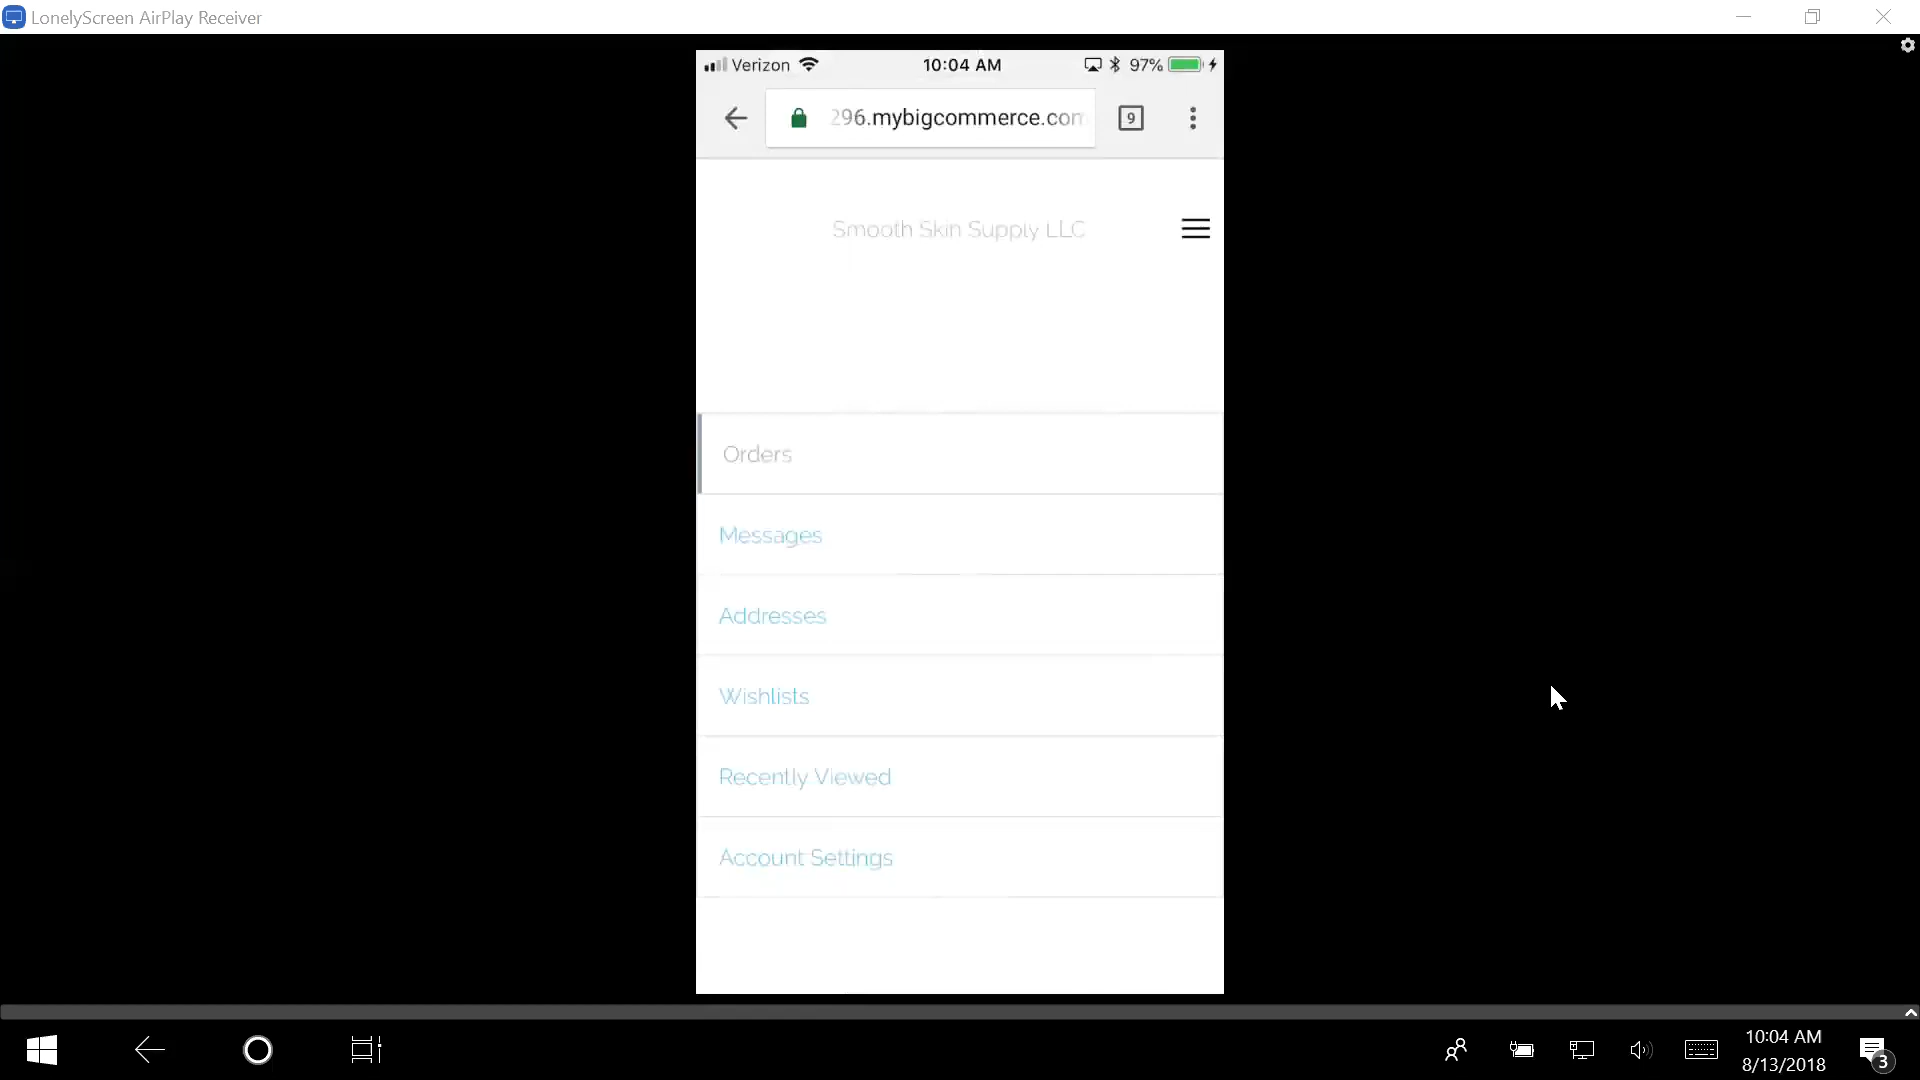 LonelyScreen AirPlay Receiver
Verizon 10:04 AM 97%
296.mybigcommerce.com
9
Smooth Skin Supply LLC
Orders
Messages
Addresses
Wishlists
Recently Viewed
Account Settings
10:04 AM
8/13/2018
3